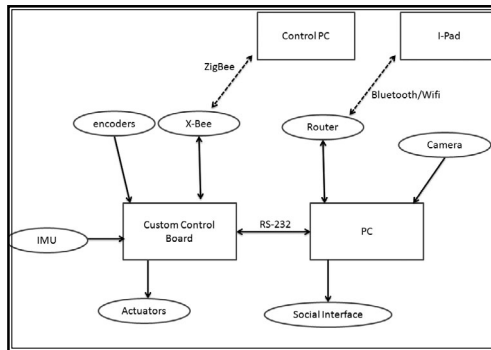 Control PC
I-Pad
ZigBee
Bluetooth/Wifi
encoders
X-Bee
Router
Camera
Custom Control
Board
RS-232
PC
IMU
Actuators
Social Interface